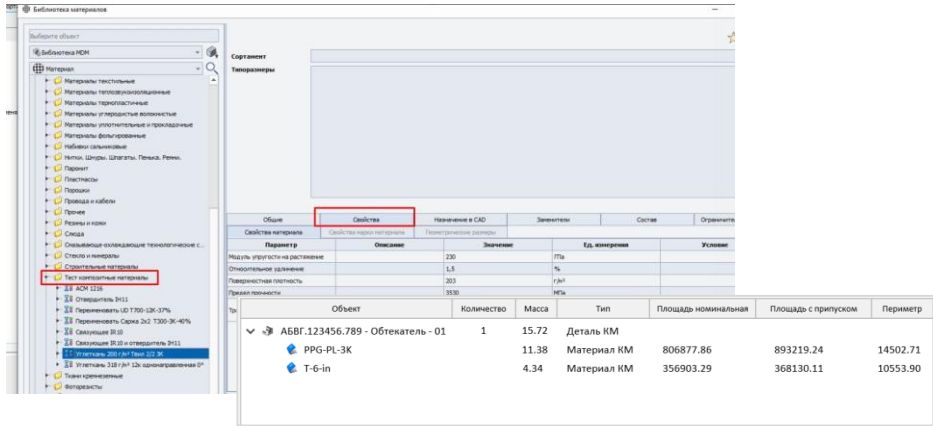 Библиотека материалов
Выберите объект
Библиотека MDM
Материал
Материалы текстильные
Материалы теплозвукоизоляционные
Материалы термопластичные
Материалы углеродистые волокнистые
Материалы уплотнительные и прокладочные
Материалы фольгированные
Набивки сальниковые
Нитки. Шнуры. Шпагаты. Пенька. Ремни.
Паронит
Пластмассы
Порошки
Провода и кабели
Прочее
Резины и кожи
Слюда
Смазывающе-охлаждающие технологические с...
Стекло и минералы
Строительные материалы
Тест композитные материалы
ACM 1216
Отвердитель IH11
Переименовать UD T700-12K-37%
Переименовать Саржа 2x2 T300-3K-40%
Связующее IR10
Связующее IR10 и отвердитель IH11
Углеткань 200 г/м² Твил 2/2 3К
Углеткань 318 г/м² 12к однонаправленная 0°
Ткани кремнеземные
Фоторезисты
Сортамент
Типоразмеры
Общие Свойства Назначение в CAD Заменители Состав Ограничите
Свойства материала Свойства марки материала Геометрические размеры
Параметр Описание Значение Ед. измерения Условие
Модуль упругости на растяжение 230 ГПа
Относительное удлинение 1,5 %
Поверхностная плотность 203 г/м²
Предел прочности 3530 МПа
Объект Количество Масса Тип Площадь номинальная Площадь с припуском Периметр
АБВГ.123456.789 - Обтекатель - 01 1 15.72 Деталь КМ
PPG-PL-3K 11.38 Материал КМ 806877.86 893219.24 14502.71
T-6-in 4.34 Материал КМ 356903.29 368130.11 10553.90